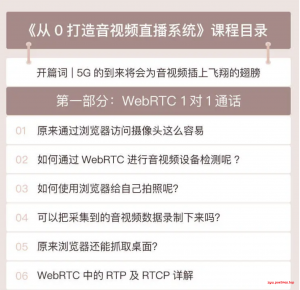 《从 0 打造音视频直播系统》课程目录
开篇词 | 5G 的到来将会为音视频插上飞翔的翅膀
第一部分：WebRTC 1 对 1 通话
01 原来通过浏览器访问摄像头这么容易
02 如何通过 WebRTC 进行音视频设备检测呢？
03 如何使用浏览器给自己拍照呢?
04 可以把采集到的音视频数据录制下来吗?
05 原来浏览器还能抓取桌面?
06 WebRTC 中的 RTP 及 RTCP 详解